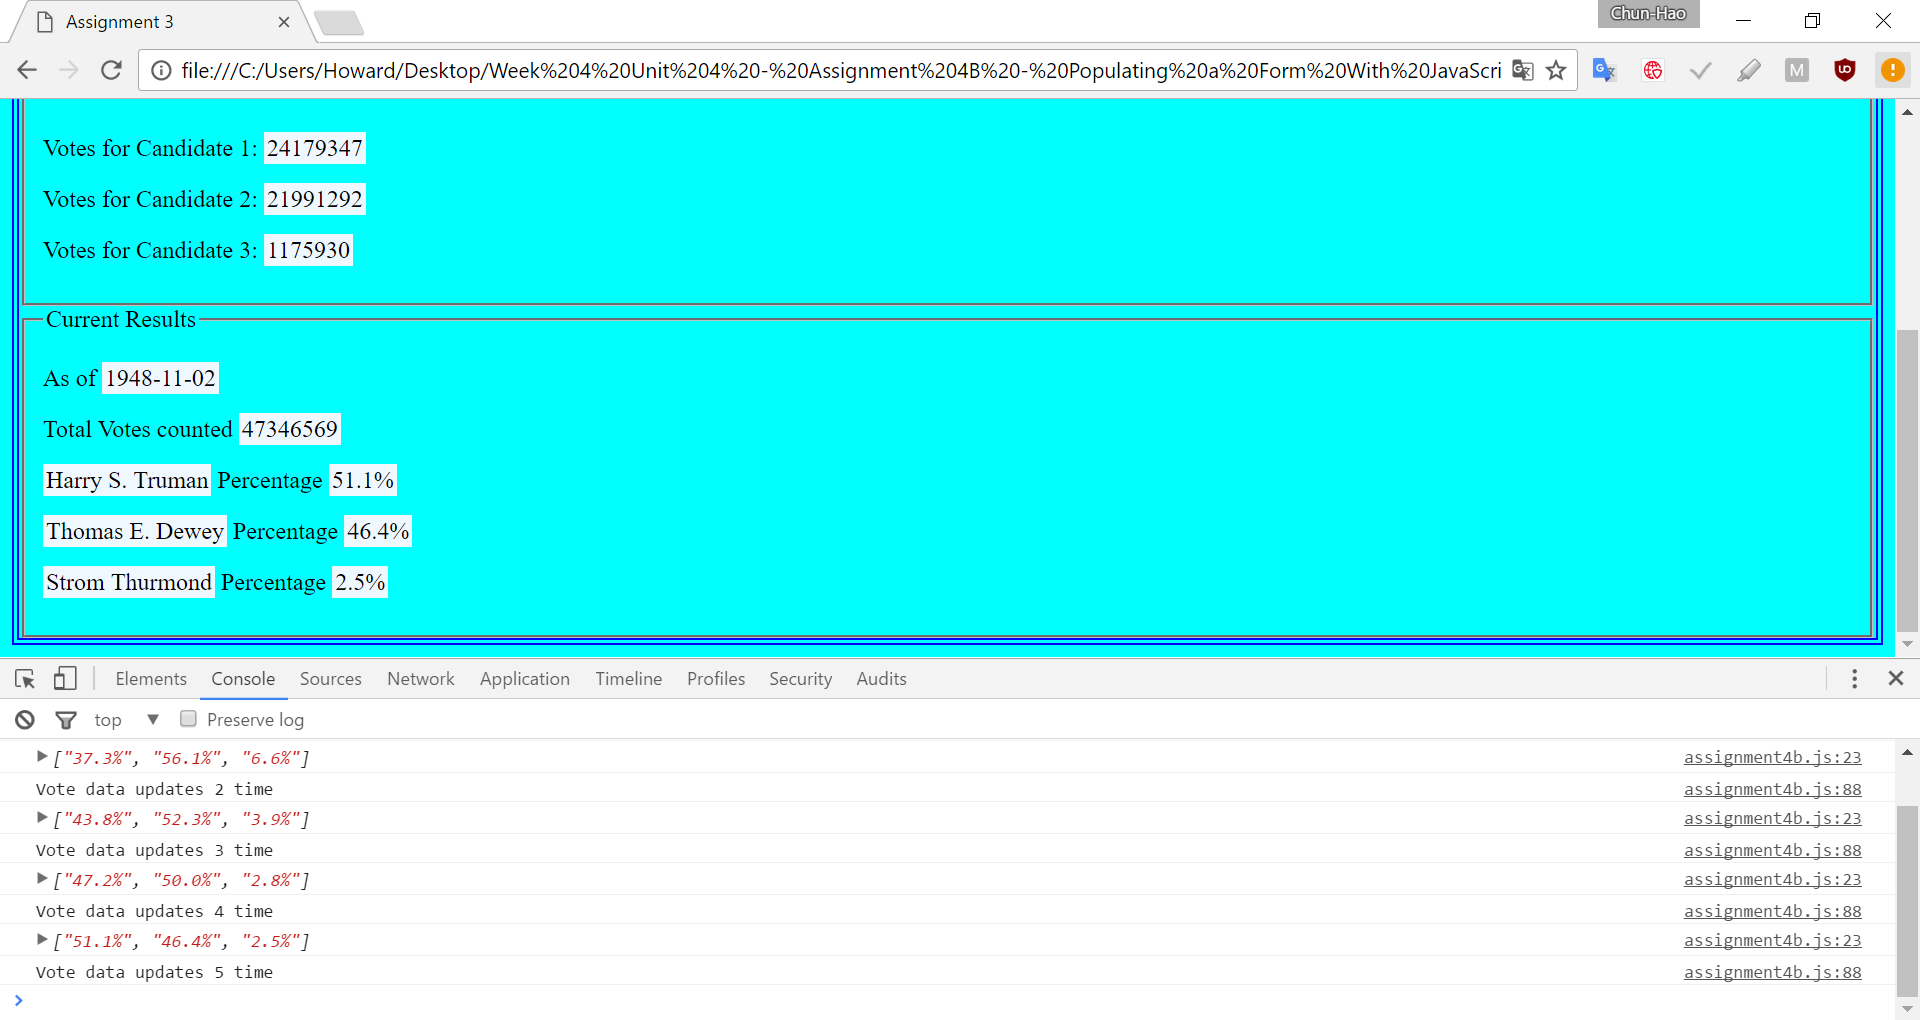 Assignment 3
Chun-Hao
file:///C:/Users/Howard/Desktop/Week%204%20Unit%204%20-%20Assignment%204B%20-%20Populating%20a%20Form%20With%20JavaScri
Votes for Candidate 1: 24179347
Votes for Candidate 2: 21991292
Votes for Candidate 3: 1175930
Current Results
As of 1948-11-02
Total Votes counted 47346569
Harry S. Truman Percentage 51.1%
Thomas E. Dewey Percentage 46.4%
Strom Thurmond Percentage 2.5%
Elements Console Sources Network Application Timeline Profiles Security Audits
top Preserve log
["37.3%", "56.1%", "6.6%"] assignment4b.js:23
Vote data updates 2 time assignment4b.js:88
["43.8%", "52.3%", "3.9%"] assignment4b.js:23
Vote data updates 3 time assignment4b.js:88
["47.2%", "50.0%", "2.8%"] assignment4b.js:23
Vote data updates 4 time assignment4b.js:88
["51.1%", "46.4%", "2.5%"] assignment4b.js:23
Vote data updates 5 time assignment4b.js:88